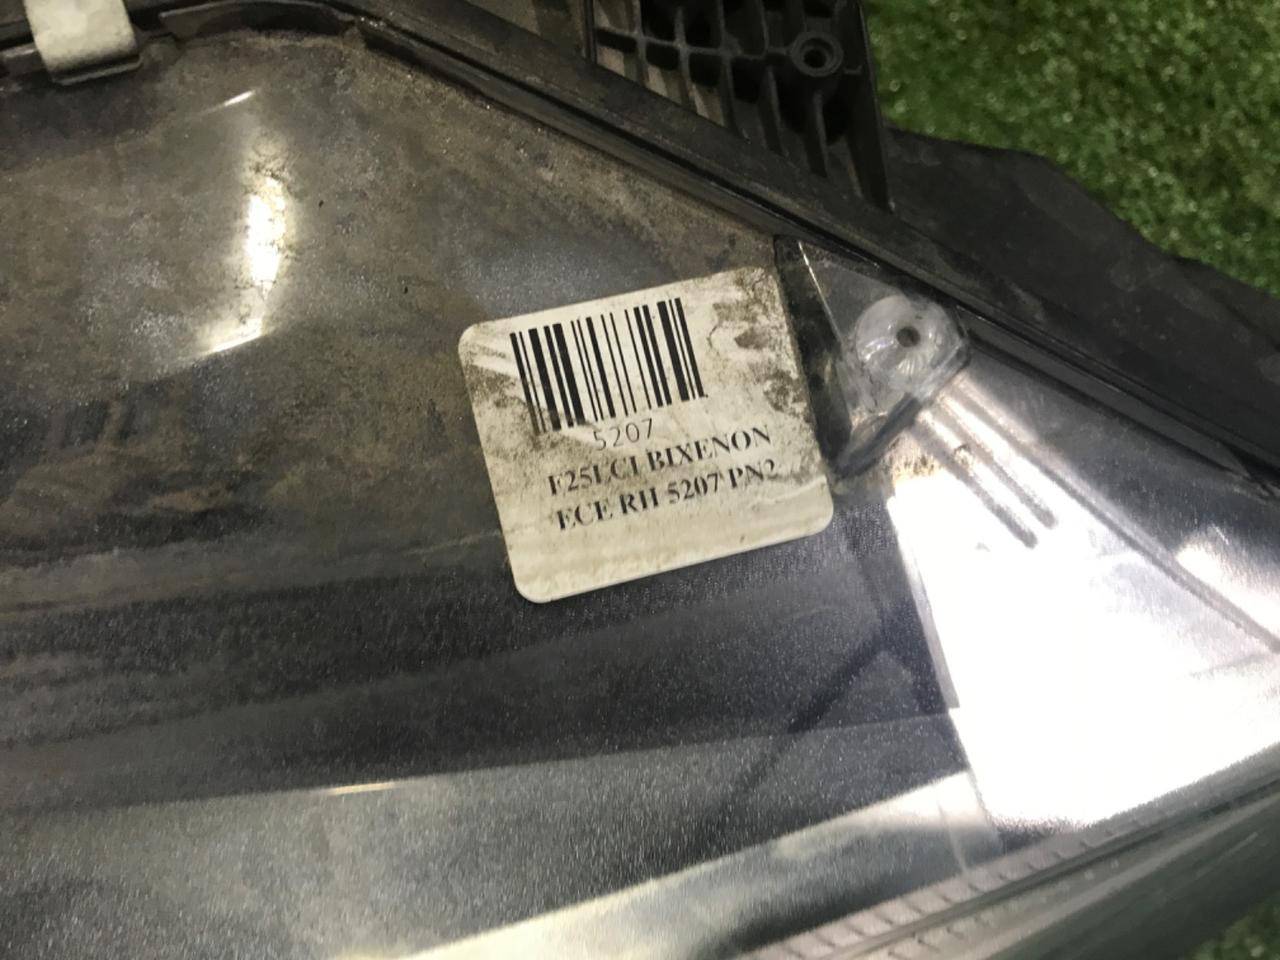 5207
F25LCI BIXENON
ECE RH 5207 PN2